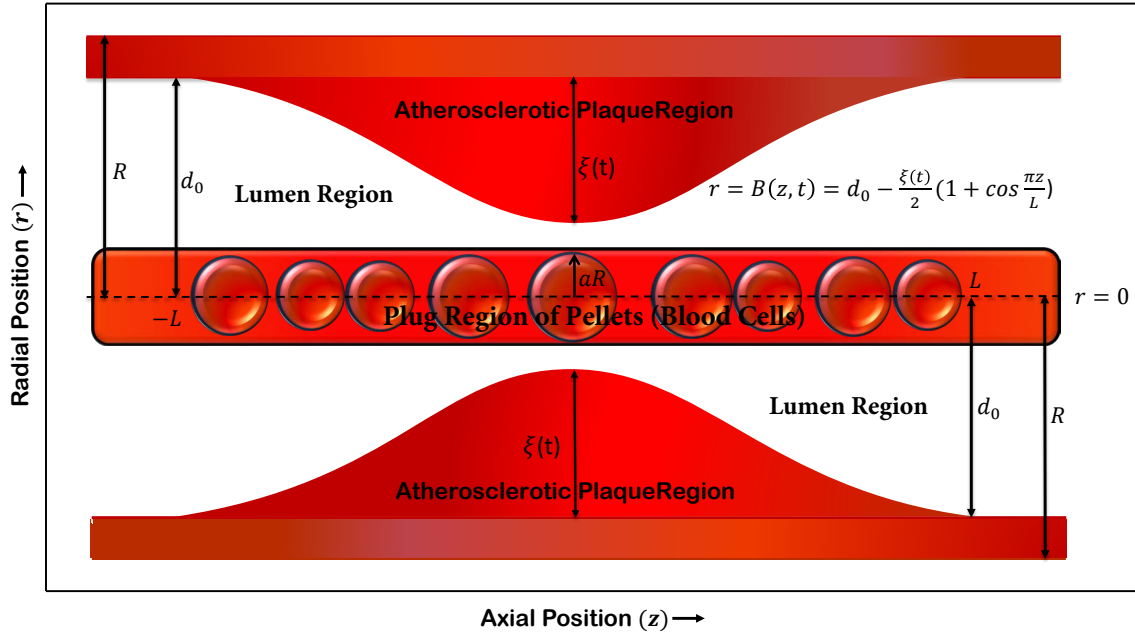 Atherosclerotic PlaqueRegion
ξ(t)
R
d₀
Lumen Region
r = B(z, t) = d₀ − ξ(t)/2 (1 + cos πz/L)
aR
L
r = 0
−L
Plug Region of Pellets (Blood Cells)
Lumen Region
d₀
R
ξ(t)
Atherosclerotic PlaqueRegion
Radial Position (r)
Axial Position (z)